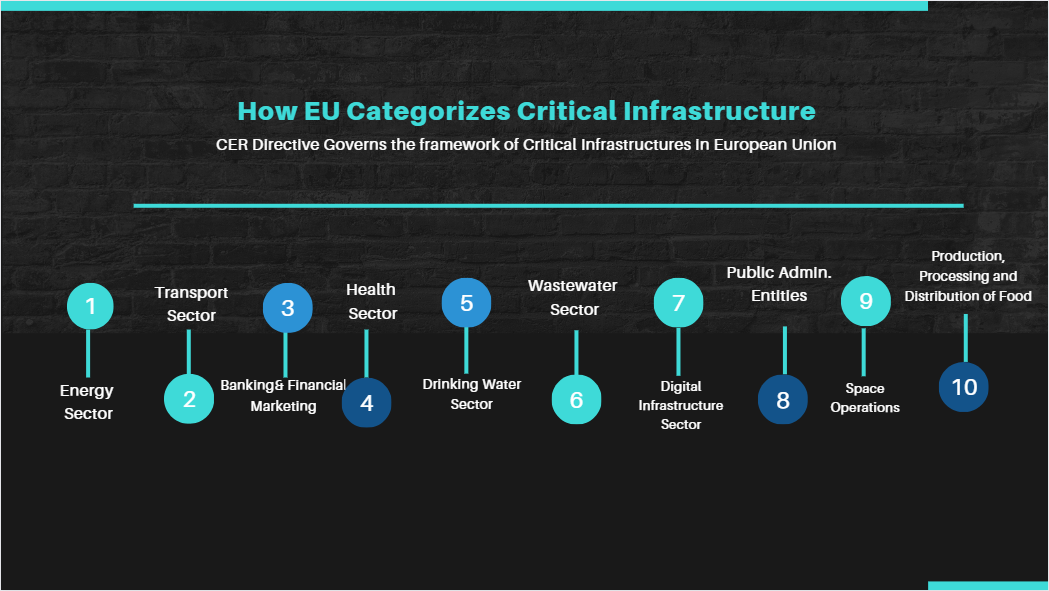 How EU Categorizes Critical Infrastructure
CER Directive Governs the framework of Critical Infrastructures in European Union
1
Energy
Sector
Transport
Sector
2
3
Banking& Financial
Marketing
Health
Sector
4
5
Drinking Water
Sector
Wastewater
Sector
6
7
Digital
Infrastructure
Sector
Public Admin.
Entities
8
9
Space
Operations
Production,
Processing and
Distribution of Food
10